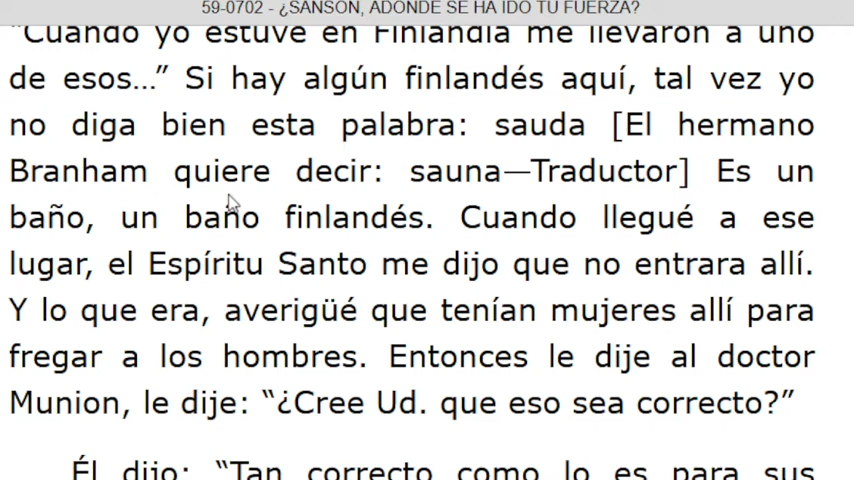 59-0702 - ¿SANSÓN, ADONDE SE HA IDO TU FUERZA?
“Cuando yo estuve en Finlandia me llevaron a uno
de esos…” Si hay algún finlandés aquí, tal vez yo
no diga bien esta palabra: sauda [El hermano
Branham quiere decir: sauna—Traductor] Es un
baño, un baño finlandés. Cuando llegué a ese
lugar, el Espíritu Santo me dijo que no entrara allí.
Y lo que era, averigüé que tenían mujeres allí para
fregar a los hombres. Entonces le dije al doctor
Munion, le dije: “¿Cree Ud. que eso sea correcto?”
Él dijo: “Tan correcto como lo es para sus